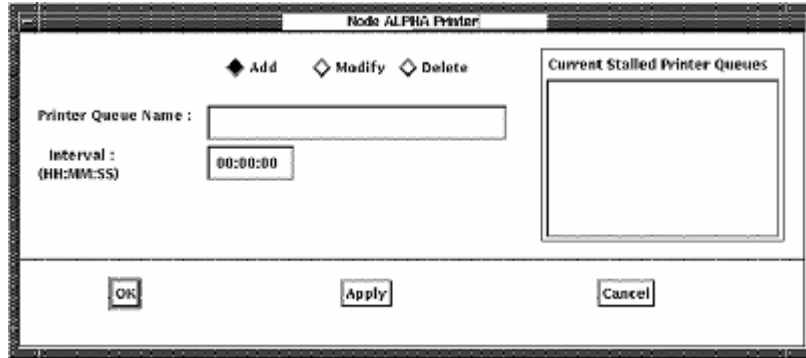 Node ALPHA Printer
Add Modify Delete
Current Stalled Printer Queues
Printer Queue Name :
Interval : 00:00:00
(HH:MM:SS)
OK Apply Cancel